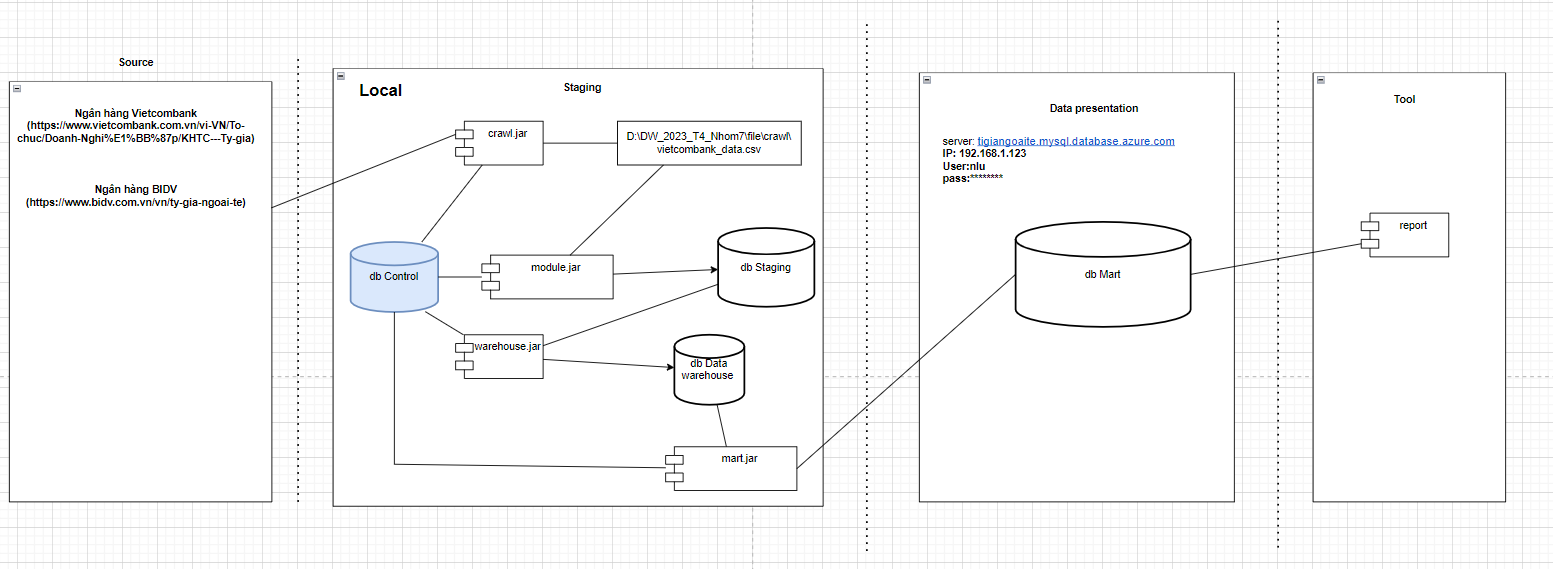 Source
Ngân hàng Vietcombank
(https://www.vietcombank.com.vn/vi-VN/To-
chuc/Doanh-Nghi%E1%BB%87p/KHTC---Ty-gia)
Ngân hàng BIDV
(https://www.bidv.com.vn/vn/ty-gia-ngoai-te)
Local
Staging
crawl.jar
D:\DW_2023_T4_Nhom7\file\crawl\
vietcombank_data.csv
db Control
module.jar
db Staging
warehouse.jar
db Data
warehouse
mart.jar
Data presentation
server: tigiangoaite.mysql.database.azure.com
IP: 192.168.1.123
User:nlu
pass:********
db Mart
Tool
report